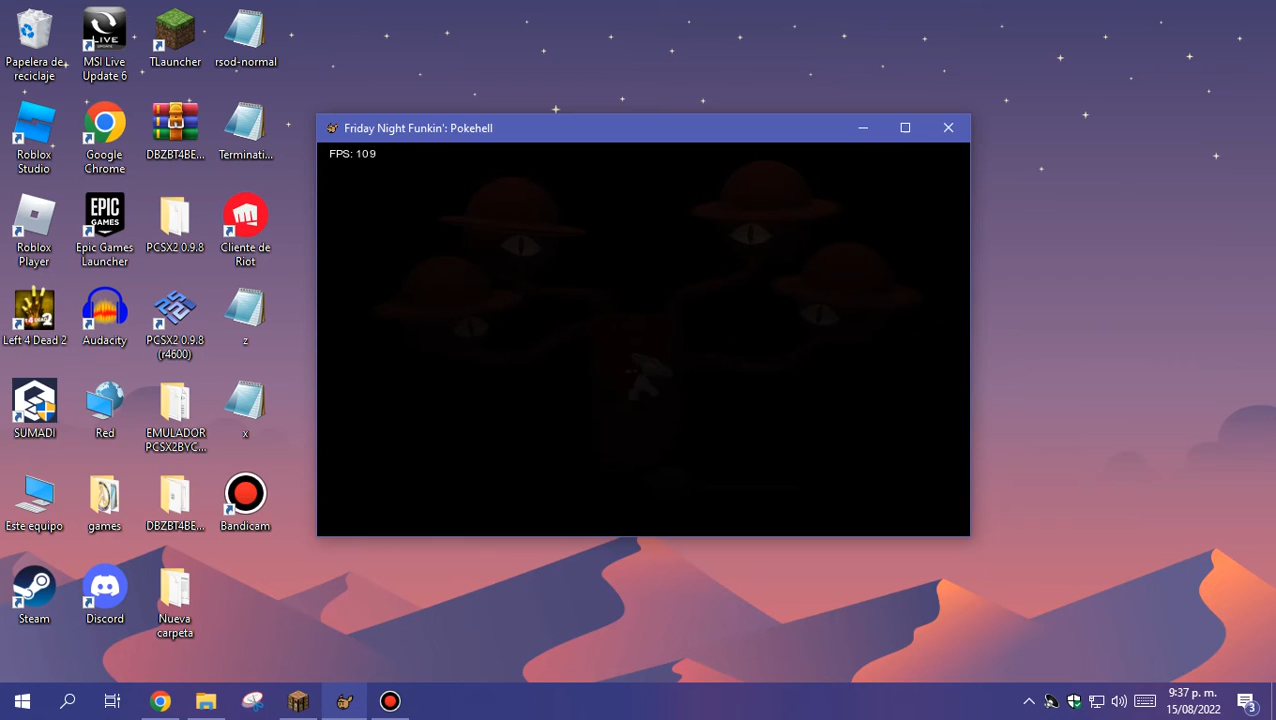 Papelera de
reciclaje
MSI Live
Update 6
TLauncher
rsod-normal
LIVE
UPDATE
Roblox
Studio
Google
Chrome
DBZBT4BE...
Terminati...
Roblox
Player
EPIC
GAMES
Epic Games
Launcher
PCSX2 0.9.8
Cliente de
Riot
Left 4 Dead 2
Audacity
PCSX2 0.9.8
(r4600)
z
SUMADI
Red
EMULADOR
PCSX2BYC...
x
Este equipo
games
DBZBT4BE...
Bandicam
Steam
Discord
Nueva
carpeta
Friday Night Funkin': Pokehell
FPS: 109
9:37 p. m.
15/08/2022
3